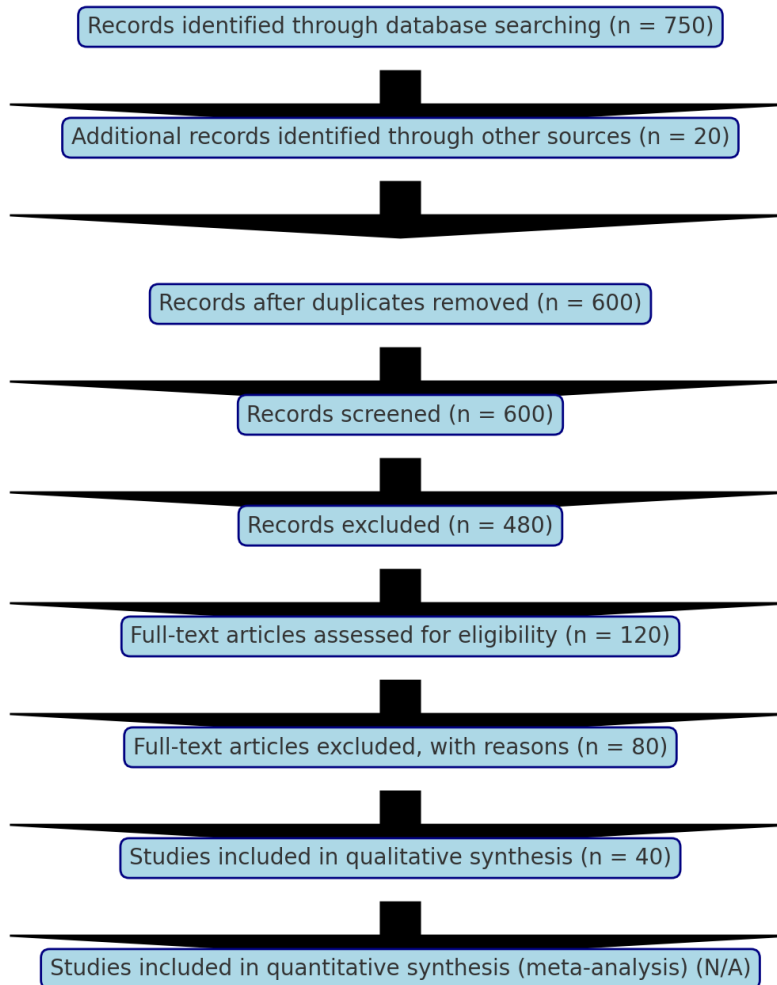 Records identified through database searching (n = 750)
Additional records identified through other sources (n = 20)
Records after duplicates removed (n = 600)
Records screened (n = 600)
Records excluded (n = 480)
Full-text articles assessed for eligibility (n = 120)
Full-text articles excluded, with reasons (n = 80)
Studies included in qualitative synthesis (n = 40)
Studies included in quantitative synthesis (meta-analysis) (N/A)